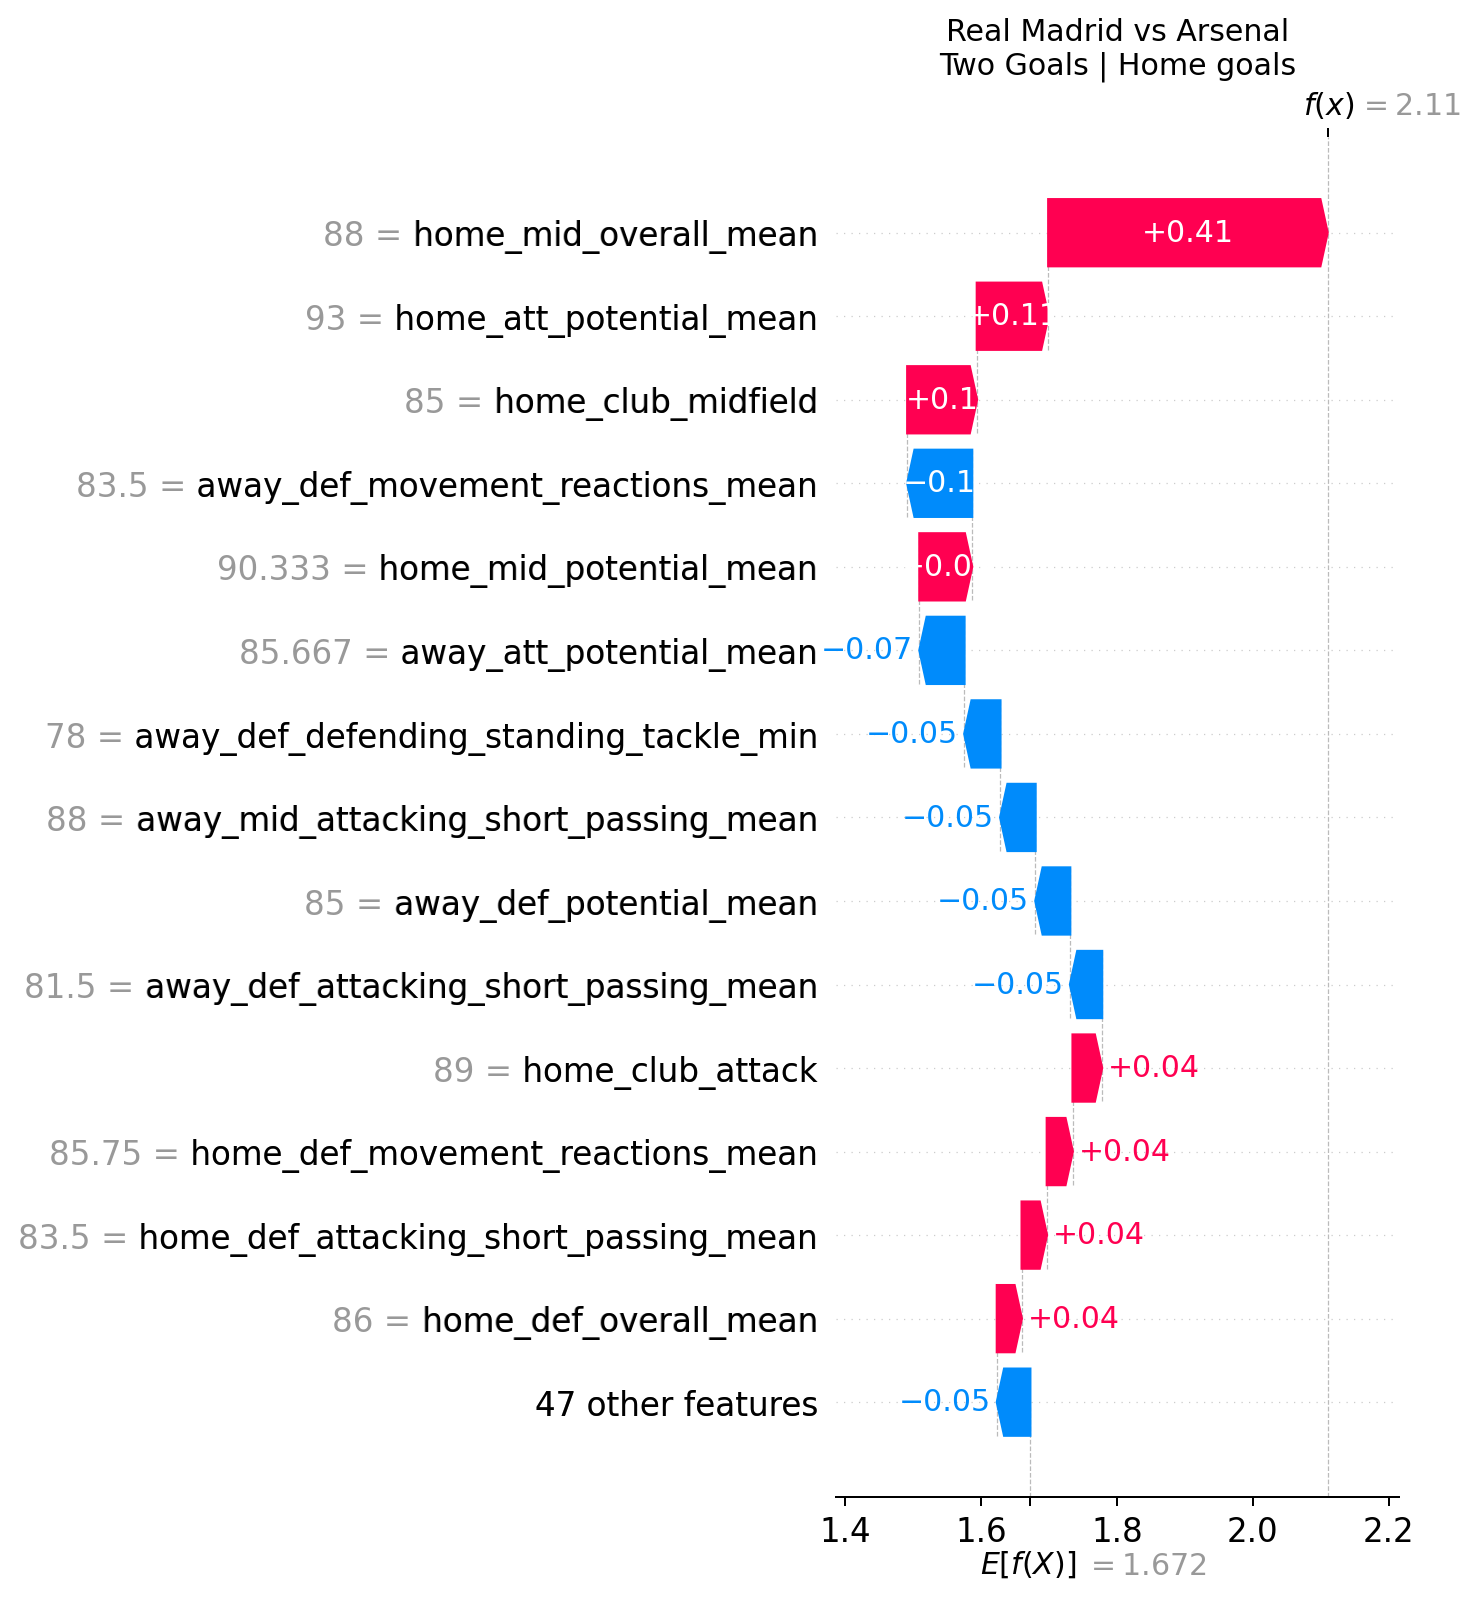 Real Madrid vs Arsenal
Two Goals | Home goals
f(x) = 2.11
88 = home_mid_overall_mean +0.41
93 = home_att_potential_mean +0.11
85 = home_club_midfield +0.1
83.5 = away_def_movement_reactions_mean −0.1
90.333 = home_mid_potential_mean
85.667 = away_att_potential_mean −0.07
78 = away_def_defending_standing_tackle_min −0.05
88 = away_mid_attacking_short_passing_mean −0.05
85 = away_def_potential_mean −0.05
81.5 = away_def_attacking_short_passing_mean −0.05
89 = home_club_attack +0.04
85.75 = home_def_movement_reactions_mean +0.04
83.5 = home_def_attacking_short_passing_mean +0.04
86 = home_def_overall_mean +0.04
47 other features −0.05
1.4 1.6 1.8 2.0 2.2
E[f(X)] = 1.672